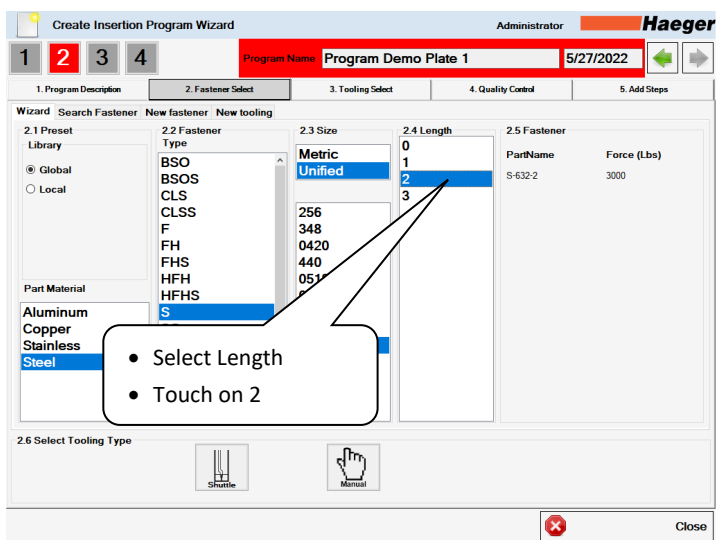 Create Insertion Program Wizard
Administrator
Haeger
1 2 3 4
Program Name Program Demo Plate 1 5/27/2022
1. Program Description 2. Fastener Select 3. Tooling Select 4. Quality Control 5. Add Steps
Wizard Search Fastener New fastener New tooling
2.1 Preset
Library
Global
Local
Part Material
Aluminum
Copper
Stainless
Steel
2.2 Fastener
Type
BSO
BSOS
CLS
CLSS
F
FH
FHS
HFH
HFHS
S
2.3 Size
Metric
Unified
256
348
0420
440
2.4 Length
0
1
2
3
2.5 Fastener
PartName Force (Lbs)
S-632-2 3000
• Select Length
• Touch on 2
2.6 Select Tooling Type
Shuttle
Manual
Close